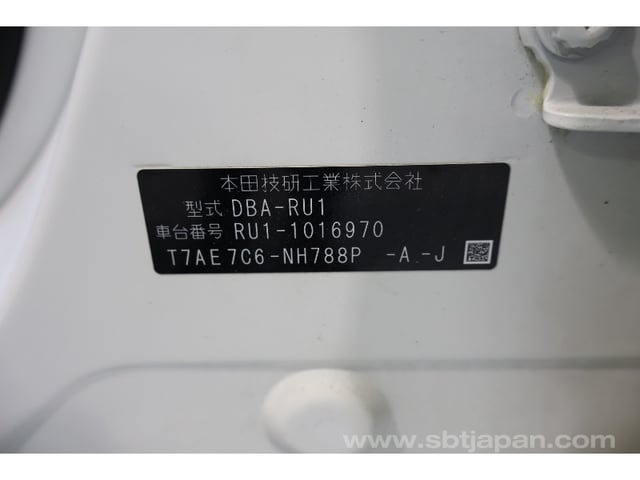 本田技研工業株式会社
型式 DBA-RU1
車台番号 RU1-1016970
T7AE7C6-NH788P -A -J
www.sbtjapan.com